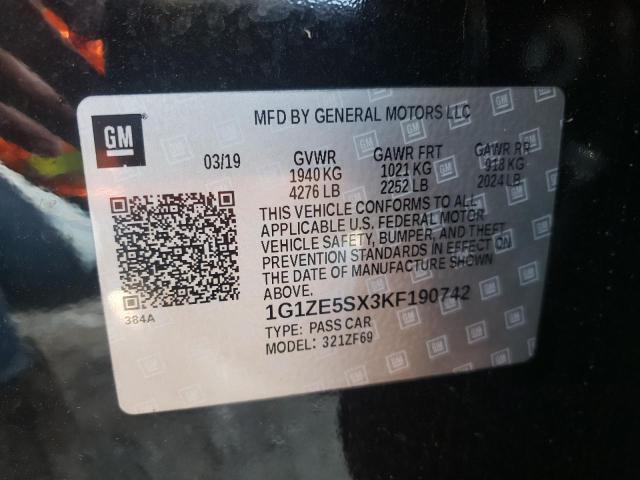 GM
MFD BY GENERAL MOTORS LLC
03/19 GVWR GAWR FRT GAWR RR
1940 KG 1021 KG 918 KG
4276 LB 2252 LB 2024 LB
THIS VEHICLE CONFORMS TO ALL
APPLICABLE U.S. FEDERAL MOTOR
VEHICLE SAFETY, BUMPER, AND THEFT
PREVENTION STANDARDS IN EFFECT ON
THE DATE OF MANUFACTURE SHOWN
ABOVE.
384A
1G1ZE5SX3KF190742
TYPE: PASS CAR
MODEL: 321ZF69